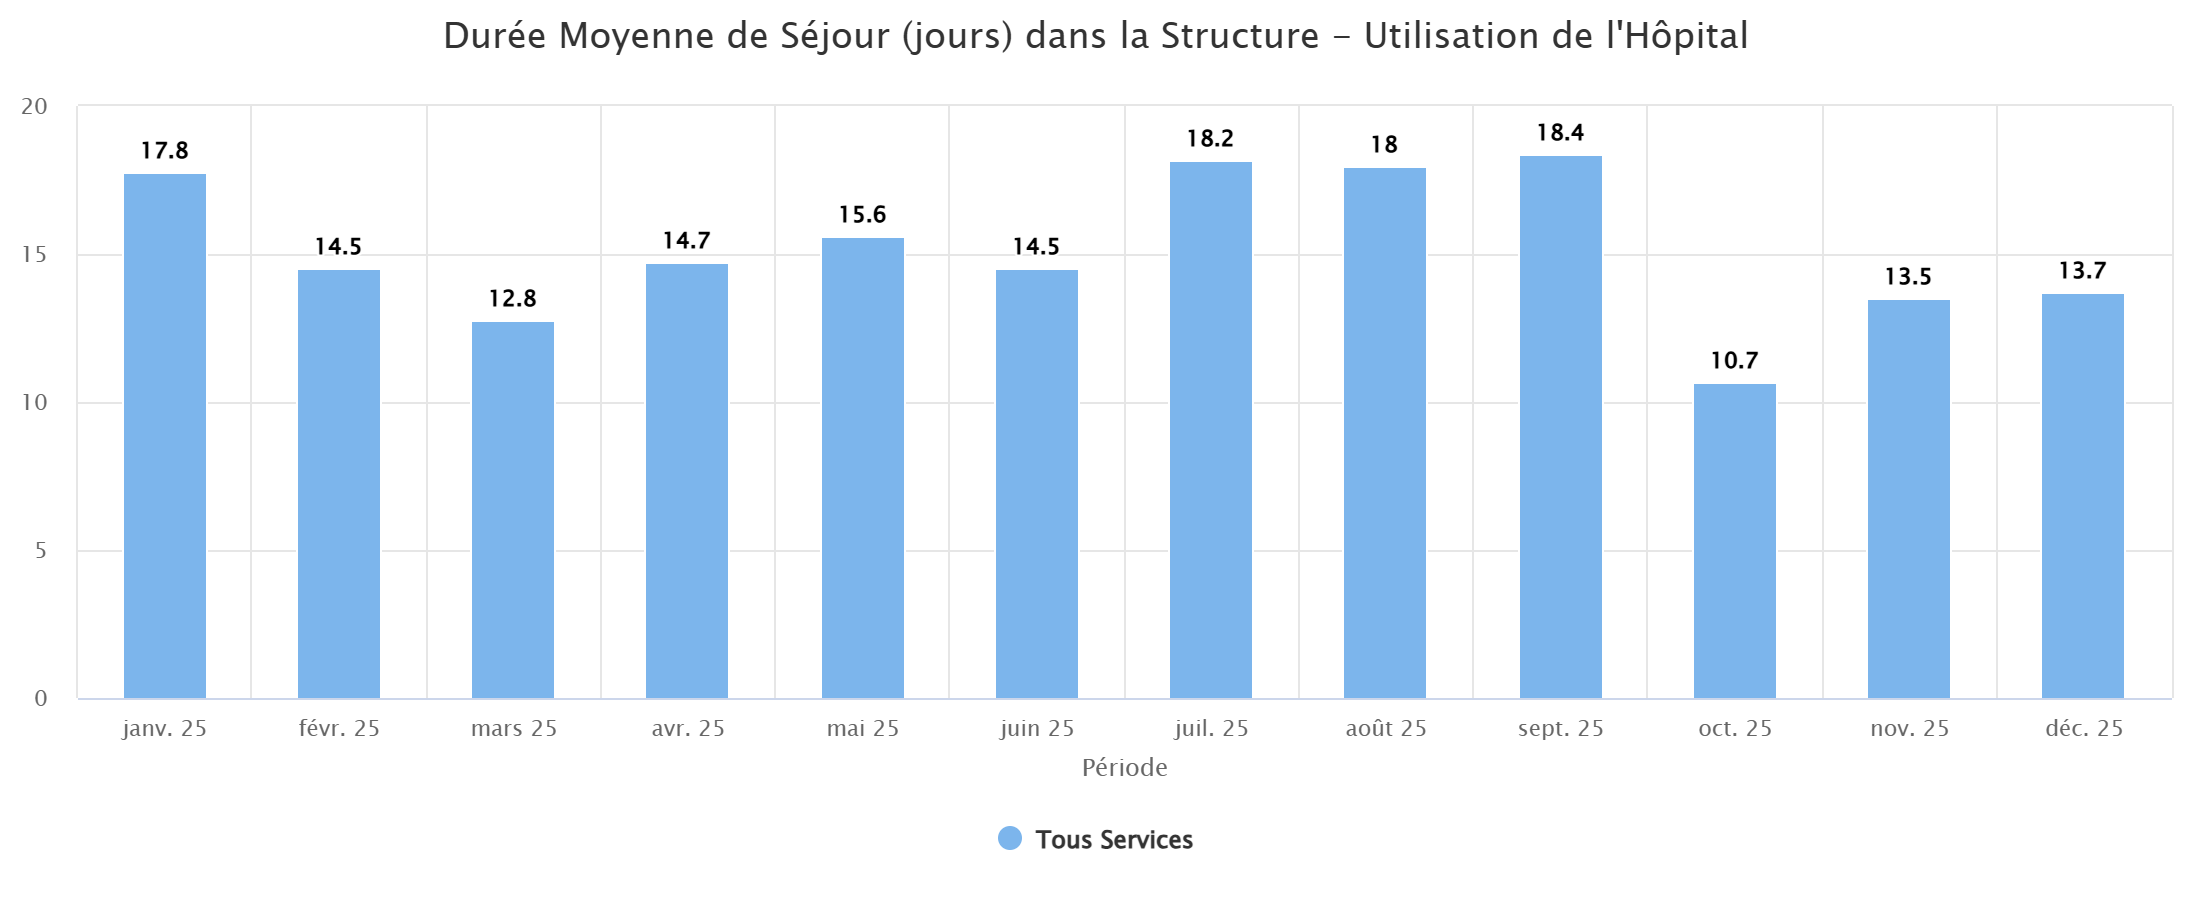 Durée Moyenne de Séjour (jours) dans la Structure - Utilisation de l'Hôpital
20
15
10
5
0
17.8
14.5
12.8
14.7
15.6
14.5
18.2
18
18.4
10.7
13.5
13.7
janv. 25
févr. 25
mars 25
avr. 25
mai 25
juin 25
juil. 25
août 25
sept. 25
oct. 25
nov. 25
déc. 25
Période
Tous Services